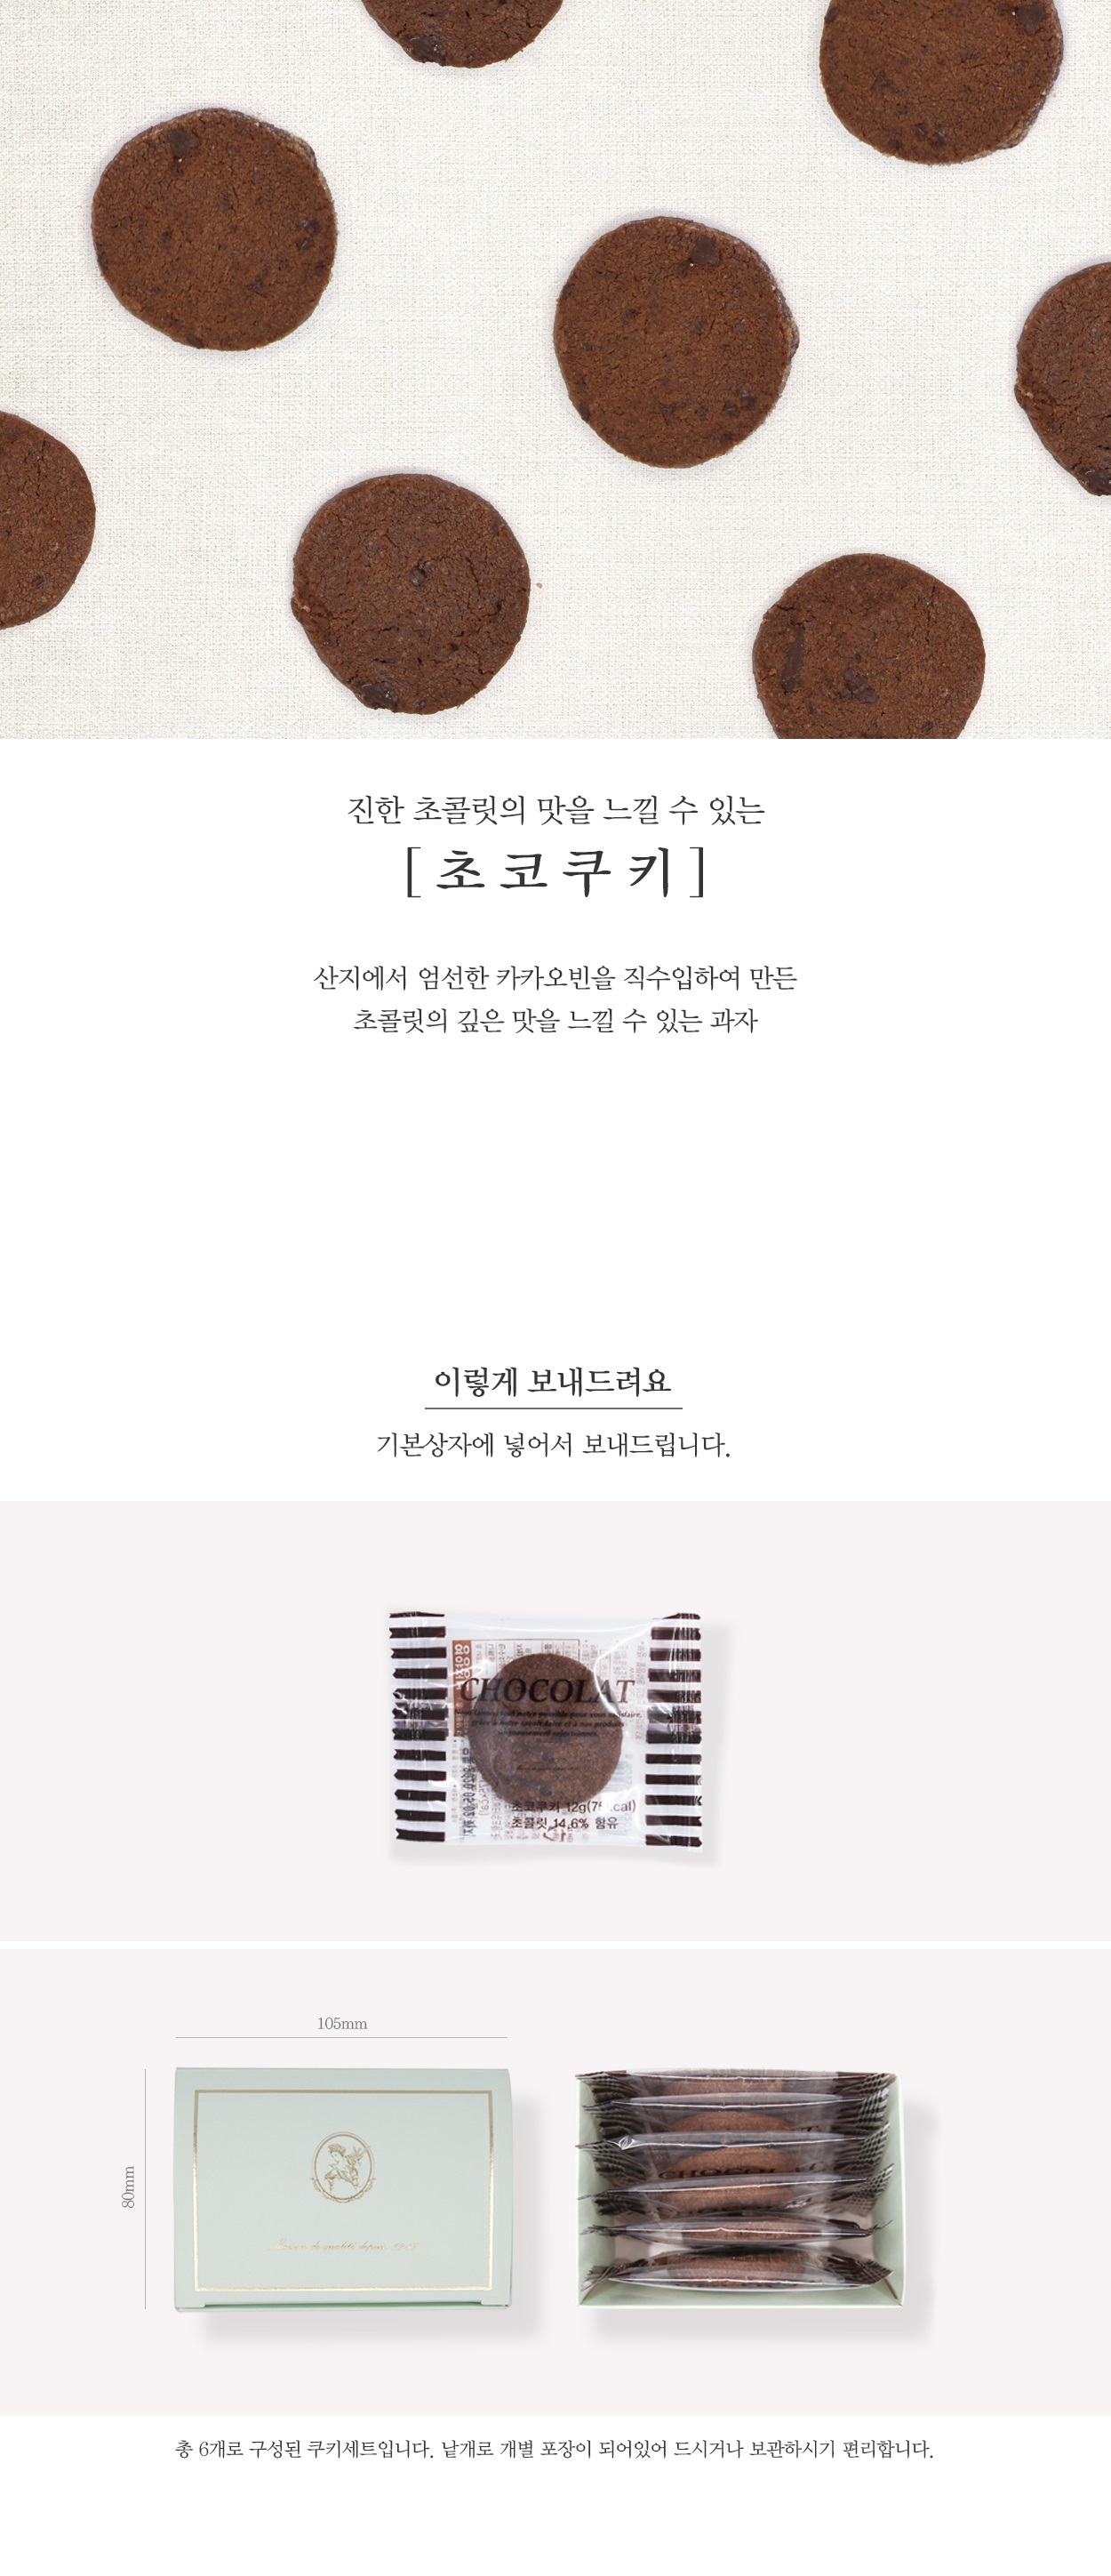 진한 초콜릿의 맛을 느낄 수 있는
[초코쿠키]
산지에서 엄선한 카카오빈을 직수입하여 만든
초콜릿의 깊은 맛을 느낄 수 있는 과자
이렇게 보내드려요
기본상자에 넣어서 보내드립니다.
CHOCOLAT
초코쿠키 12g
초콜릿 14.6% 함유
105mm
80mm
총 6개로 구성된 쿠키세트입니다. 낱개로 개별 포장이 되어있어 드시거나 보관하시기 편리합니다.